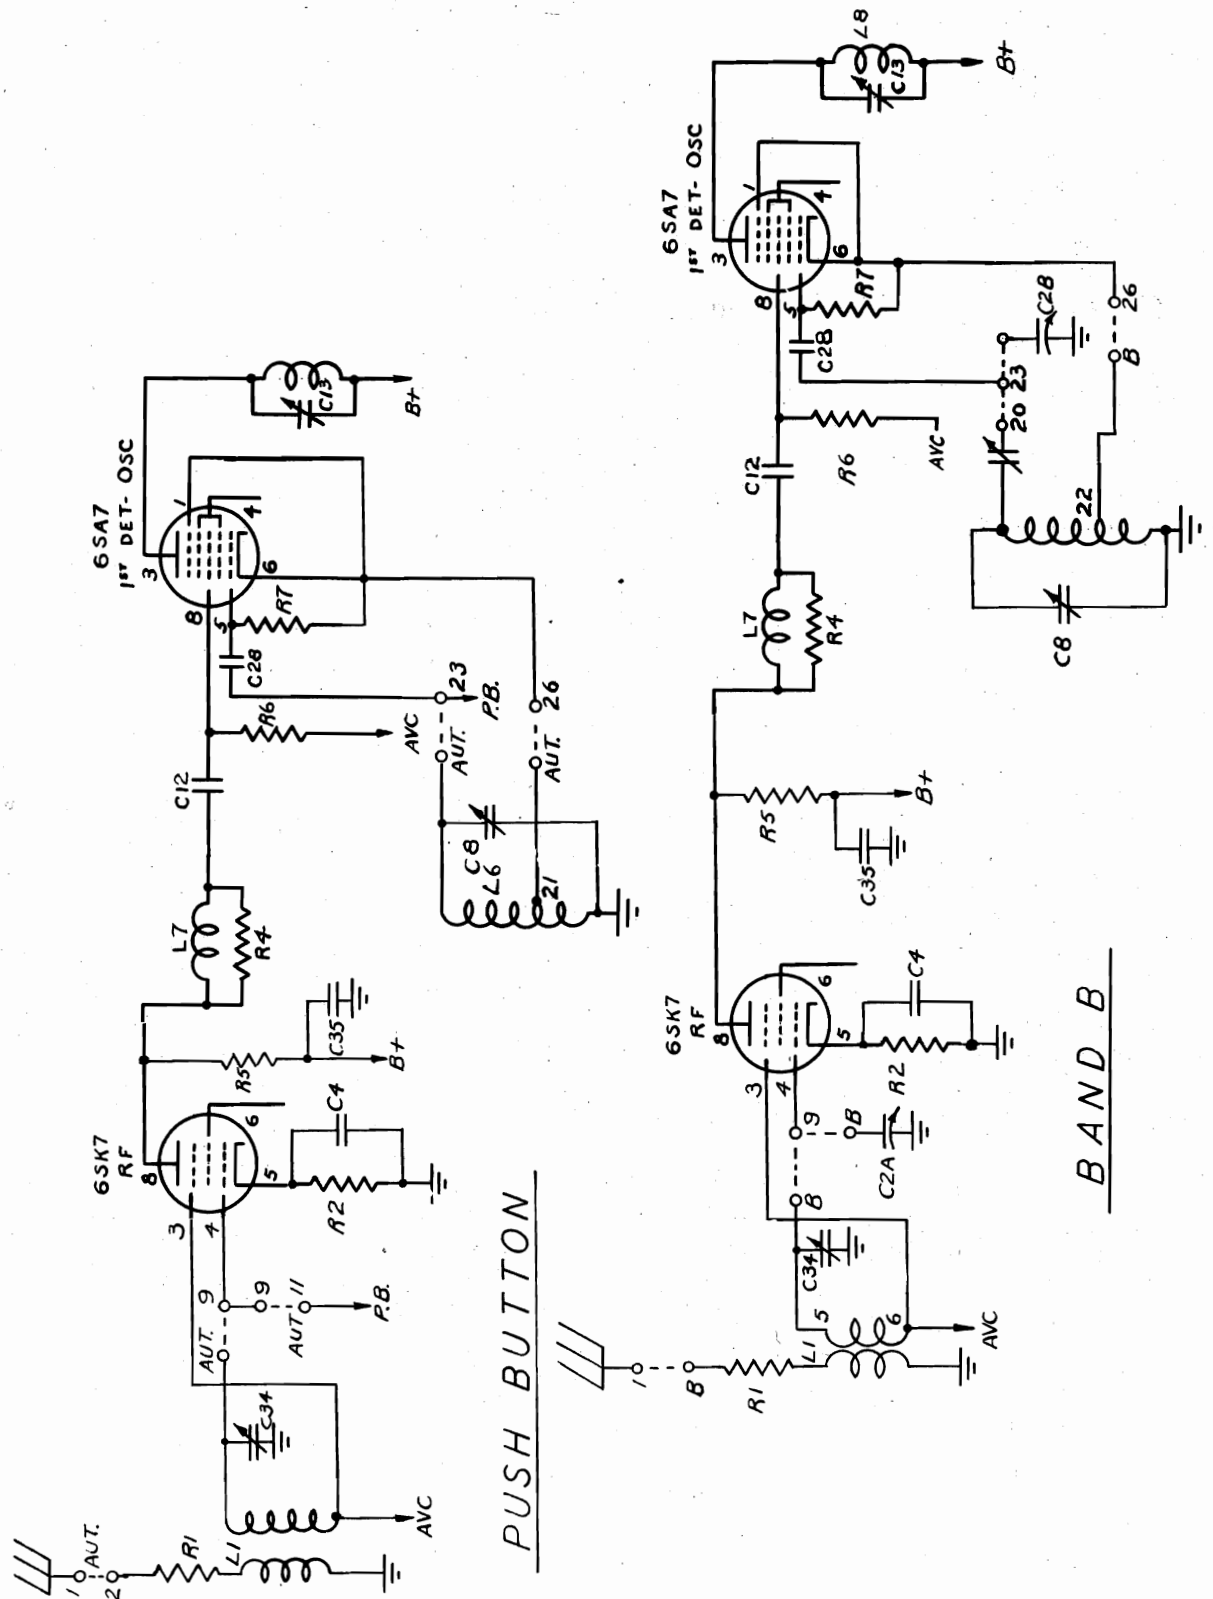 PUSH BUTTON
1
AUT.
2
R1
L1
AVC
C34
AUT.
9
9
AUT
11
P.B.
3
4
6SK7
RF
8
5
6
R2
C4
R5
C35
B+
L7
R4
C12
R6
AVC
C28
R7
8
5
6SA7
1ST DET- OSC
3
1
4
6
C13
B+
23
P.B.
AUT.
26
AUT.
C8
L6
21
BAND B
1
B
R1
L1
5
6
AVC
C34
B
9
B
C2A
3
4
6SK7
RF
8
5
6
R2
C4
R5
C35
B+
L7
R4
C12
R6
AVC
C28
R7
8
5
6SA7
1ST DET- OSC
3
1
4
6
L8
C13
B+
20
23
C2B
26
B
22
C8